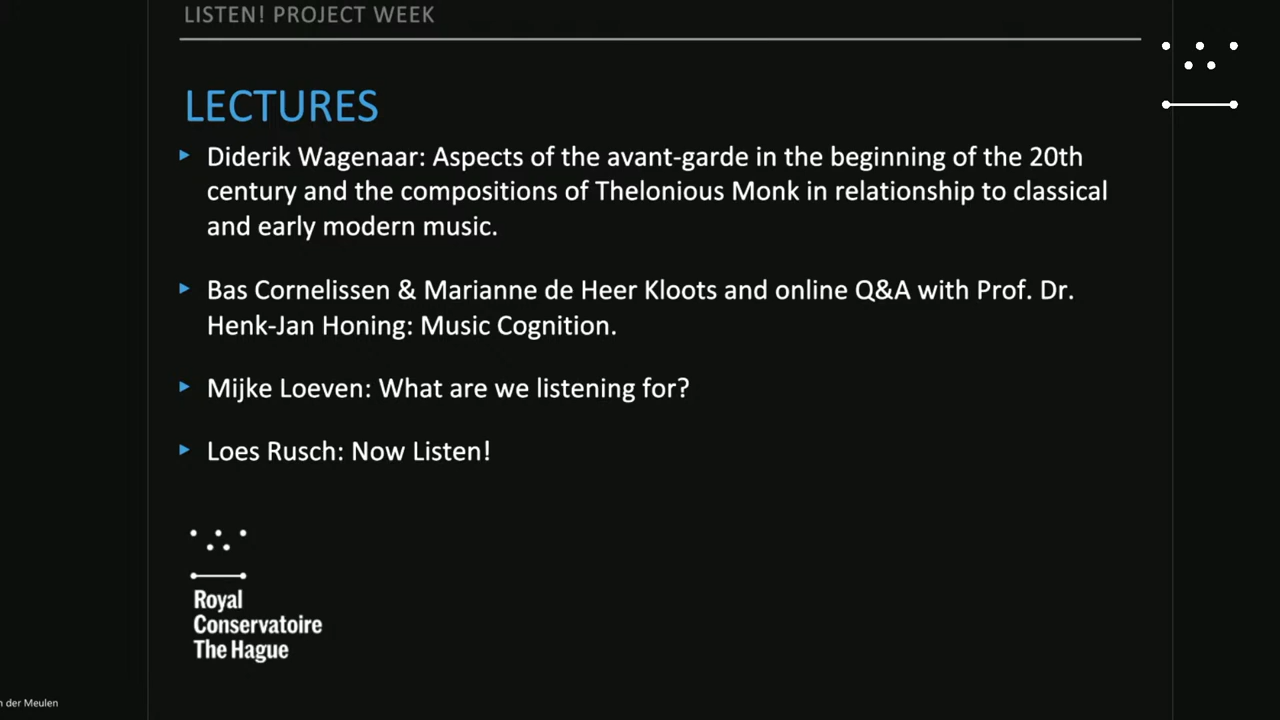 LISTEN! PROJECT WEEK
LECTURES
Diderik Wagenaar: Aspects of the avant-garde in the beginning of the 20th
century and the compositions of Thelonious Monk in relationship to classical
and early modern music.
Bas Cornelissen & Marianne de Heer Kloots and online Q&A with Prof. Dr.
Henk-Jan Honing: Music Cognition.
Mijke Loeven: What are we listening for?
Loes Rusch: Now Listen!
Royal
Conservatoire
The Hague
der Meulen